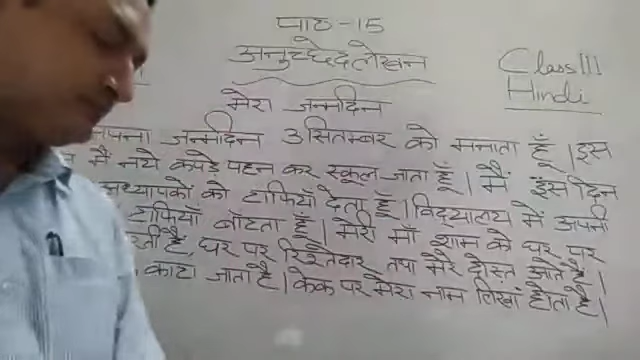 पाठ-15
अनुच्छेद लेखन
Class III
Hindi
मेरा जन्मदिन
अपना जन्मदिन 3 सितम्बर को मनाता हूँ। इस
मैं नये कपड़े पहन कर स्कूल जाता हूँ। मैं इस दिन
अध्यापकों को टाफियाँ देता हूँ। विद्यालय में अपनी
टाफियाँ बाँटता हूँ। मेरी माँ शाम को घर पर
है, घर पर रिश्तेदार तथा मेरे दोस्त आते है।
काटा जाता है। केक पर मेरा नाम लिखा होता है।